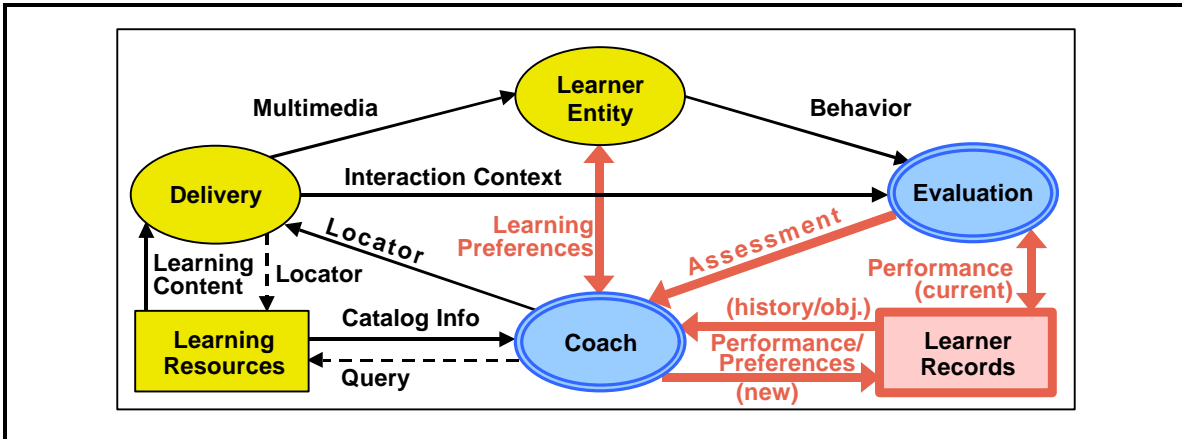 Learner
Entity
Multimedia
Behavior
Delivery
Interaction Context
Evaluation
Learning
Preferences
Locator
Assessment
Learning
Content
Locator
Performance
(current)
Learning
Resources
Catalog Info
Query
Coach
(history/obj.)
Performance/
Preferences
(new)
Learner
Records